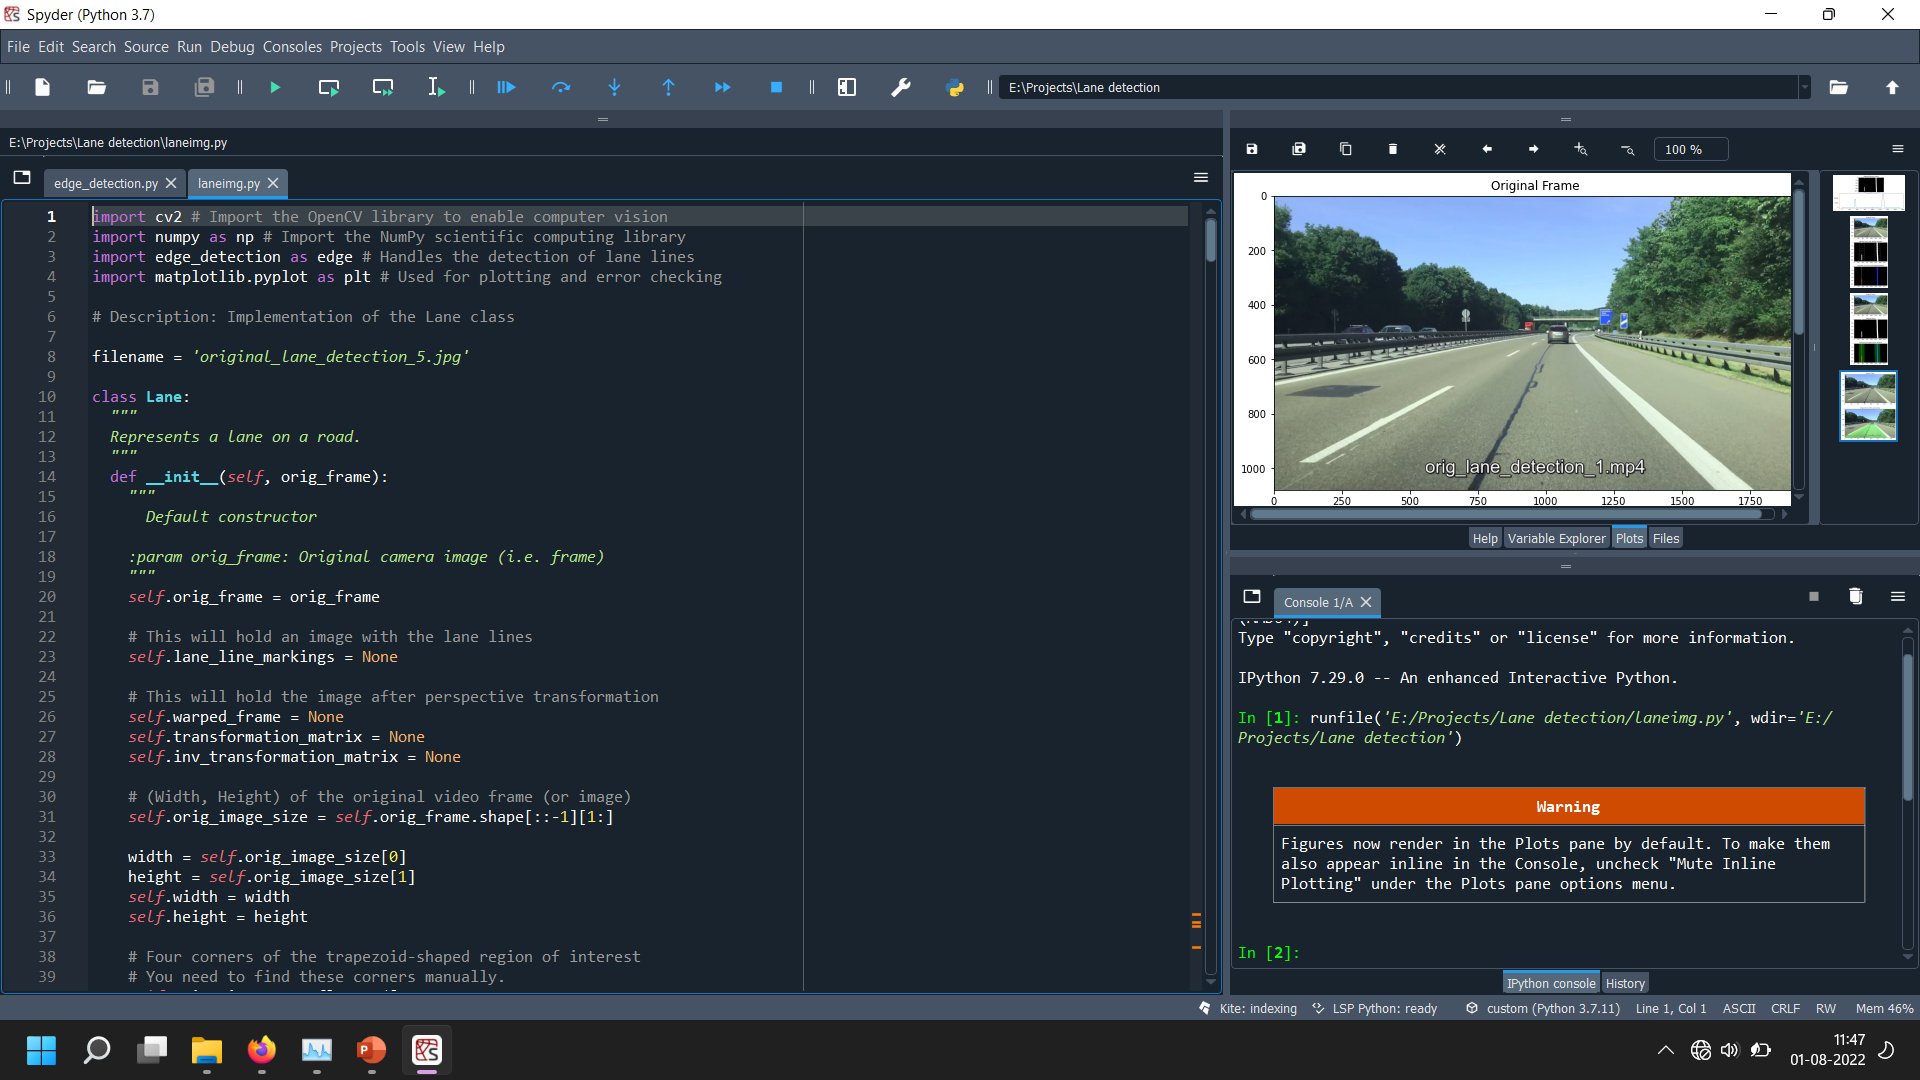 Spyder (Python 3.7)
File Edit Search Source Run Debug Consoles Projects Tools View Help
E:\Projects\Lane detection
E:\Projects\Lane detection\laneimg.py
edge_detection.py
laneimg.py
1 import cv2 # Import the OpenCV library to enable computer vision
2 import numpy as np # Import the NumPy scientific computing library
3 import edge_detection as edge # Handles the detection of lane lines
4 import matplotlib.pyplot as plt # Used for plotting and error checking
5
6 # Description: Implementation of the Lane class
7
8 filename = 'original_lane_detection_5.jpg'
9
10 class Lane:
11 """
12 Represents a lane on a road.
13 """
14 def __init__(self, orig_frame):
15 """
16 Default constructor
17
18 :param orig_frame: Original camera image (i.e. frame)
19 """
20 self.orig_frame = orig_frame
21
22 # This will hold an image with the lane lines
23 self.lane_line_markings = None
24
25 # This will hold the image after perspective transformation
26 self.warped_frame = None
27 self.transformation_matrix = None
28 self.inv_transformation_matrix = None
29
30 # (Width, Height) of the original video frame (or image)
31 self.orig_image_size = self.orig_frame.shape[::-1][1:]
32
33 width = self.orig_image_size[0]
34 height = self.orig_image_size[1]
35 self.width = width
36 self.height = height
37
38 # Four corners of the trapezoid-shaped region of interest
39 # You need to find these corners manually.
100 %
Original Frame
0
200
400
600
800
1000
0 250 500 750 1000 1250 1500 1750
orig_lane_detection_1.mp4
Help Variable Explorer Plots Files
Console 1/A
Type "copyright", "credits" or "license" for more information.
IPython 7.29.0 -- An enhanced Interactive Python.
In [1]: runfile('E:/Projects/Lane detection/laneimg.py', wdir='E:/
Projects/Lane detection')
Warning
Figures now render in the Plots pane by default. To make them
also appear inline in the Console, uncheck "Mute Inline
Plotting" under the Plots pane options menu.
In [2]:
IPython console History
Kite: indexing LSP Python: ready custom (Python 3.7.11) Line 1, Col 1 ASCII CRLF RW Mem 46%
11:47
01-08-2022